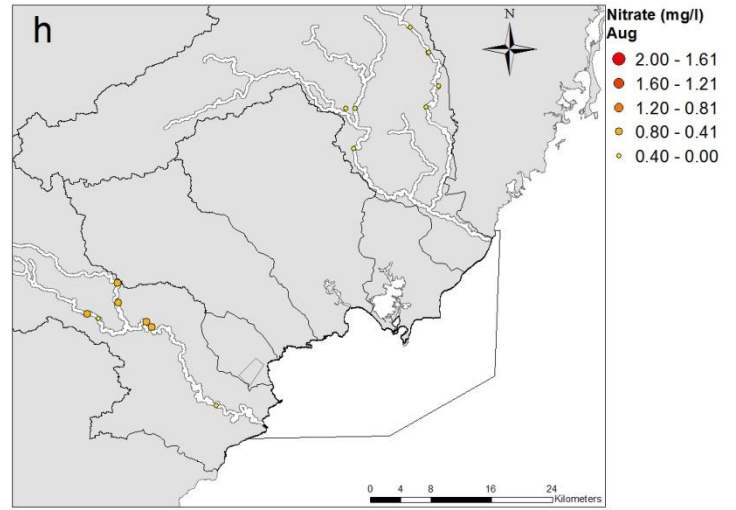 h
N
Nitrate (mg/l)
Aug
2.00 - 1.61
1.60 - 1.21
1.20 - 0.81
0.80 - 0.41
0.40 - 0.00
0 4 8 16 24
Kilometers